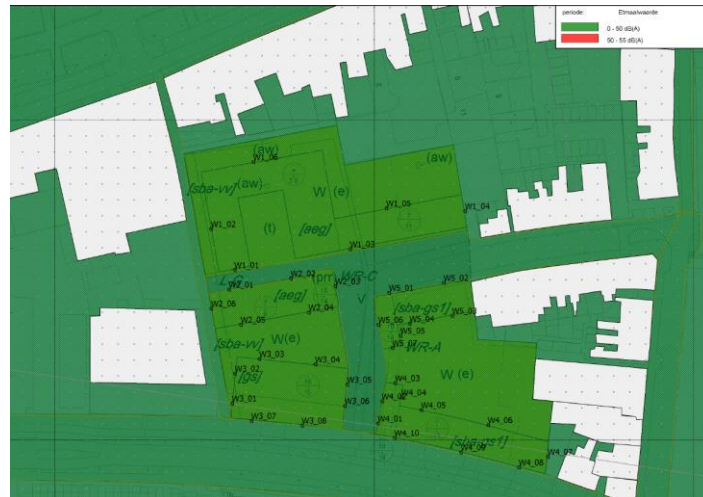 periode: Etmaalwaarde
0 - 50 dB(A)
50 - 55 dB(A)
(aw)
W1_06
(aw)
[sba-vv]
(aw)
W (e)
W1_05
W1_04
W1_02
(t)
[aeg]
W1_03
W1_01
W2_02
(prr)
WR-C
W2_01
W2_03
W5_02
[aeg]
V
W5_01
W2_06
W2_04
[sba-gs1]
W5_03
W2_05
W5_06
W5_04
W5_05
[sba-vv]
W(e)
W5_07
WR-A
W3_03
W3_04
W3_02
[gs]
W (e)
W3_05
W4_03
W4_04
W3_01
W3_06
W4_02
W4_05
W3_07
W3_08
W4_01
W4_06
W4_10
[sba-gs1]
W4_09
W4_07
W4_08